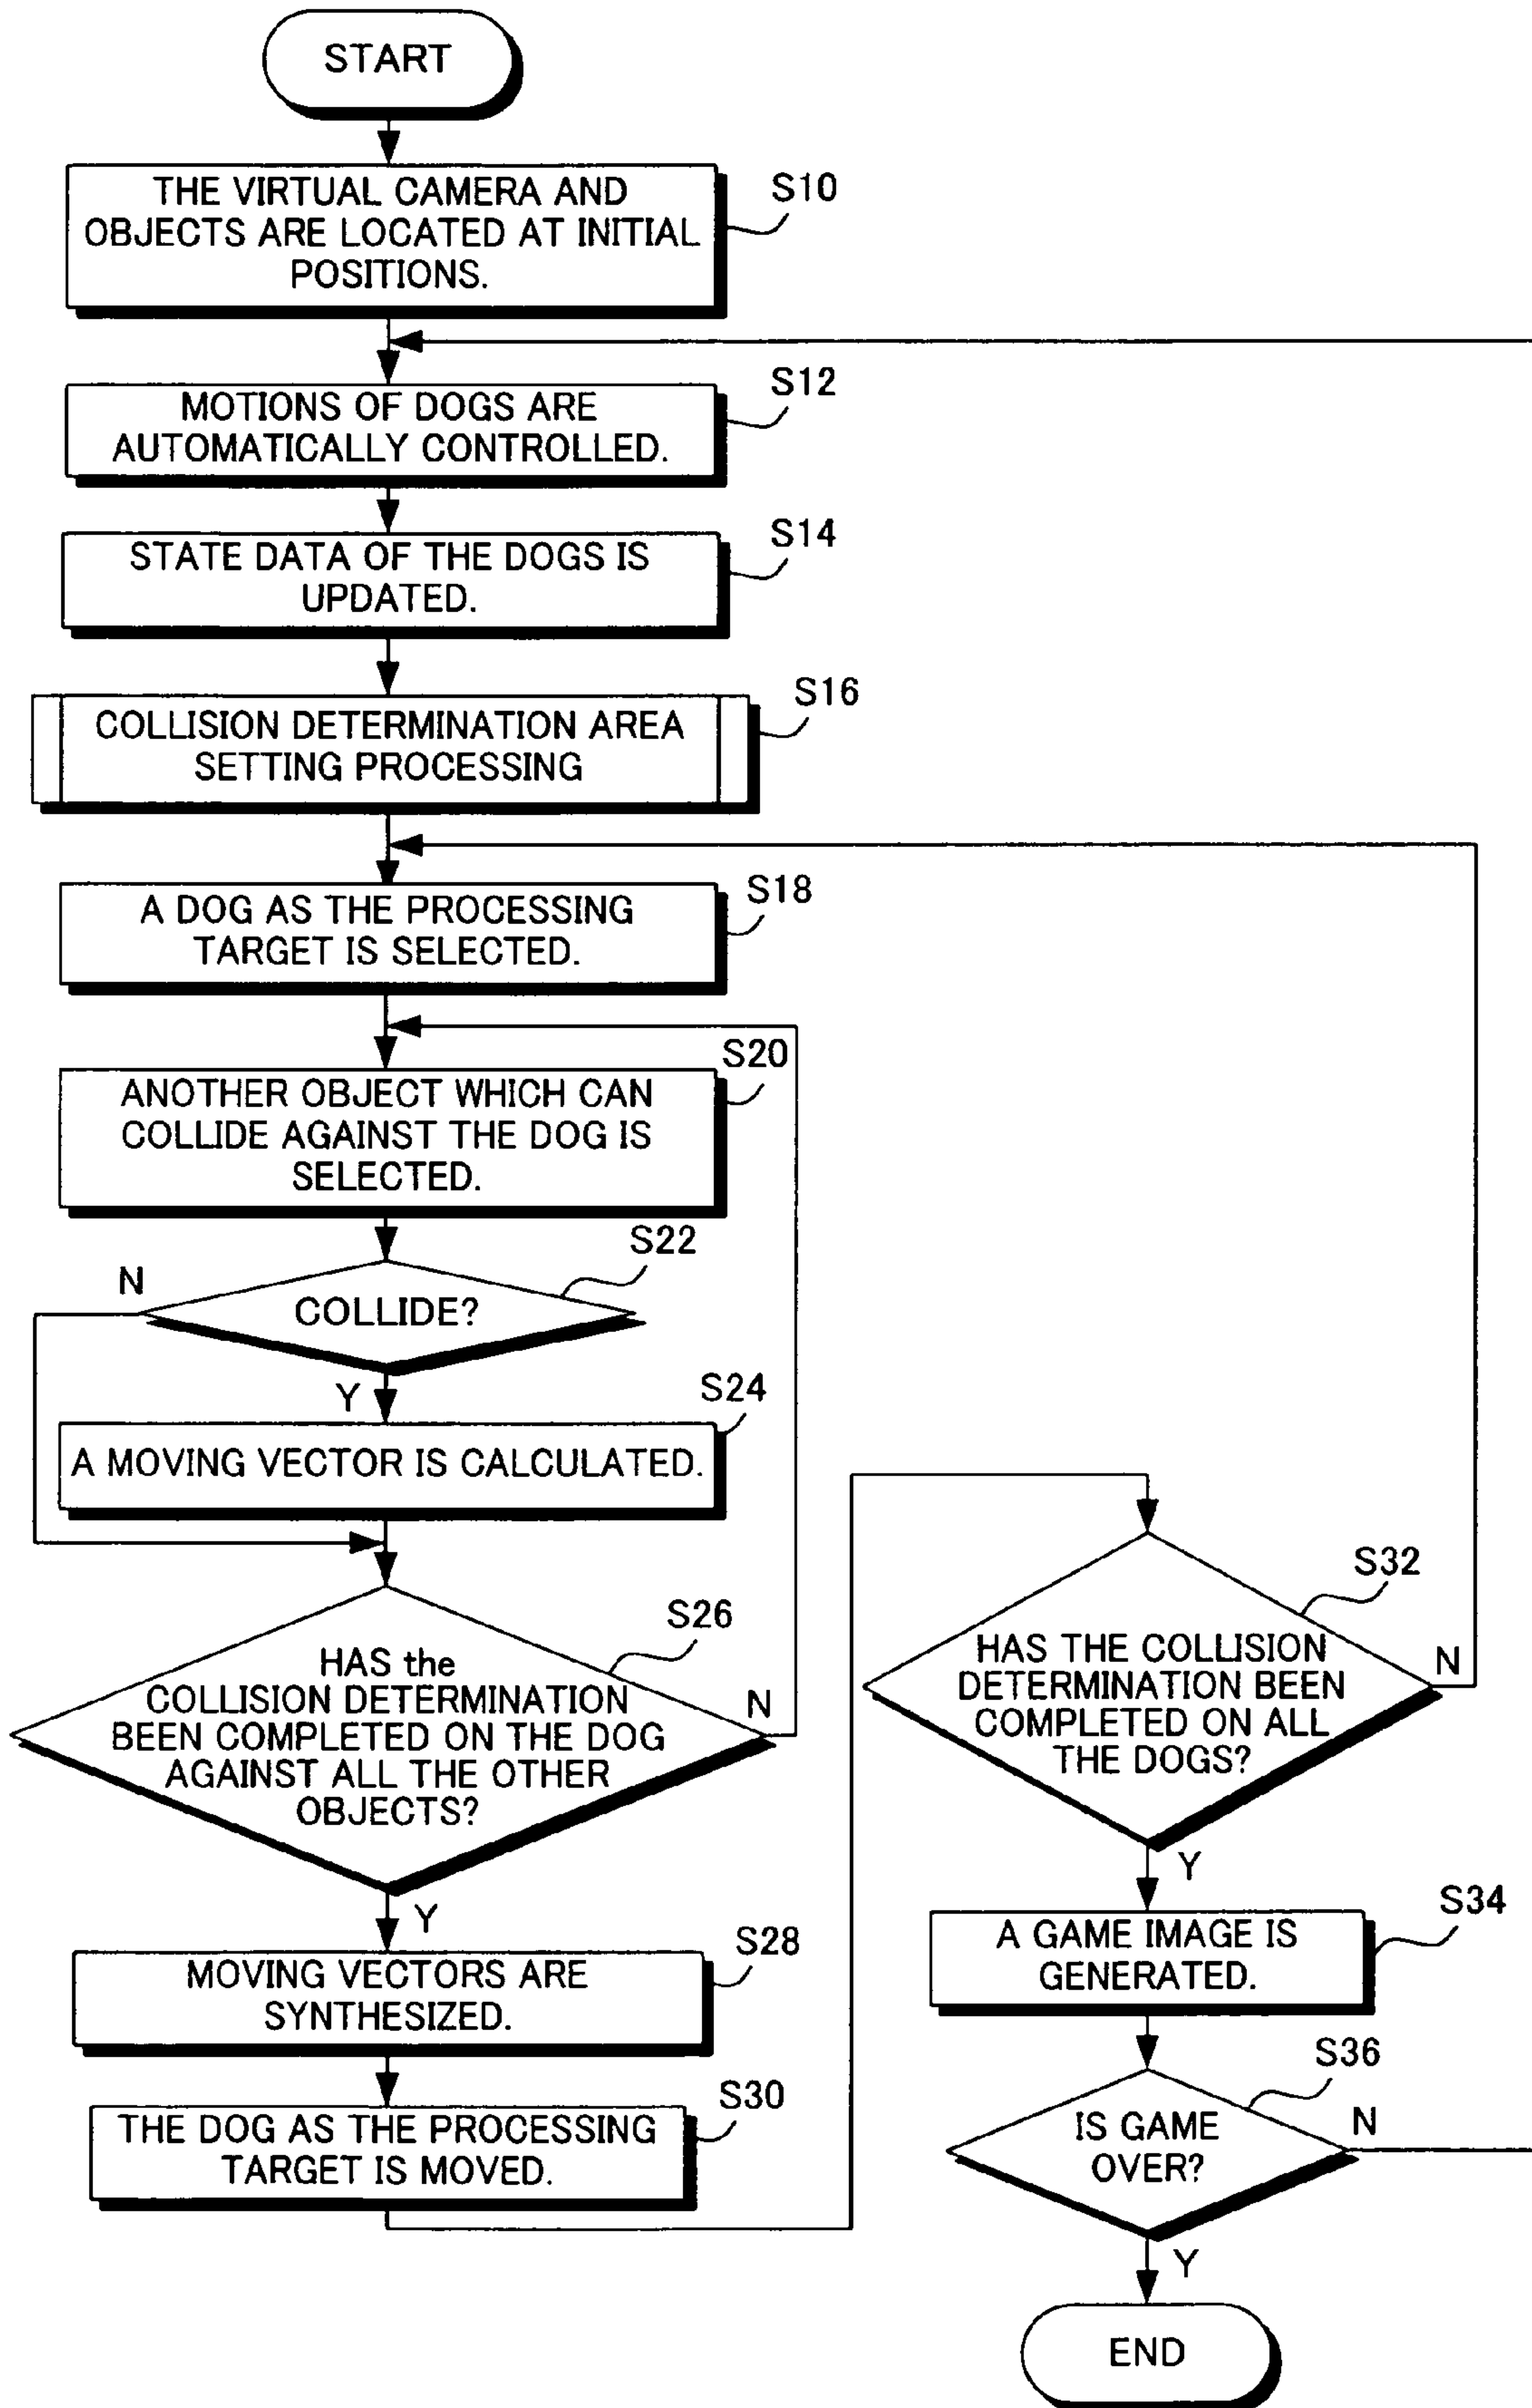 START
THE VIRTUAL CAMERA AND
OBJECTS ARE LOCATED AT INITIAL
POSITIONS.
S10
MOTIONS OF DOGS ARE
AUTOMATICALLY CONTROLLED.
S12
STATE DATA OF THE DOGS IS
UPDATED.
S14
COLLISION DETERMINATION AREA
SETTING PROCESSING
S16
A DOG AS THE PROCESSING
TARGET IS SELECTED.
S18
ANOTHER OBJECT WHICH CAN
COLLIDE AGAINST THE DOG IS
SELECTED.
S20
COLLIDE?
S22
N
Y
A MOVING VECTOR IS CALCULATED.
S24
HAS the
COLLISION DETERMINATION
BEEN COMPLETED ON THE DOG
AGAINST ALL THE OTHER
OBJECTS?
S26
N
Y
MOVING VECTORS ARE
SYNTHESIZED.
S28
THE DOG AS THE PROCESSING
TARGET IS MOVED.
S30
HAS THE COLLISION
DETERMINATION BEEN
COMPLETED ON ALL
THE DOGS?
S32
N
Y
A GAME IMAGE IS
GENERATED.
S34
IS GAME
OVER?
S36
N
Y
END